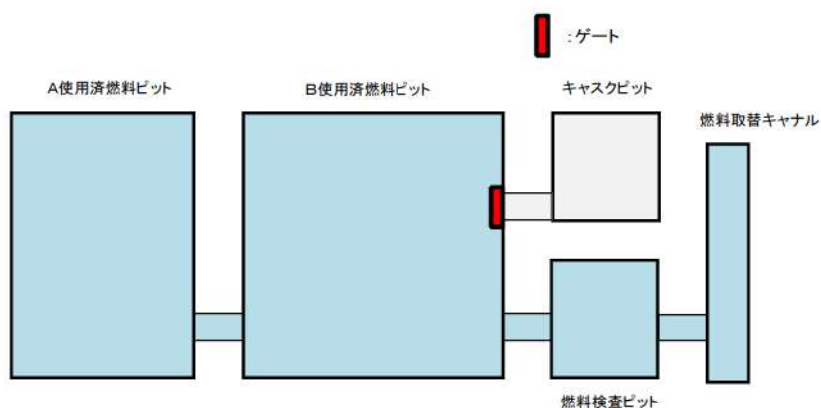 :ゲート
A使用済燃料ピット
B使用済燃料ピット
キャスクピット
燃料取替キャナル
燃料検査ピット